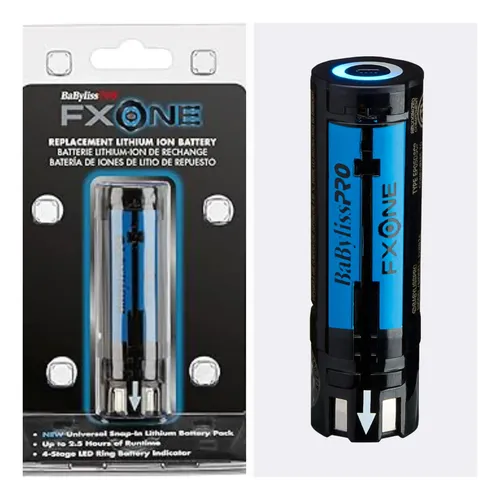 BaBylissPRO
FXONE
REPLACEMENT LITHIUM ION BATTERY
BATTERIE LITHIUM-ION DE RECHANGE
BATERÍA DE IONES DE LITIO DE REPUESTO
BaBylissPRO
FXONE
• NEW Universal Snap-In Lithium Battery Pack
• Up to 2.5 Hours of Runtime
• 4-Stage LED Ring Battery Indicator
BaBylissPRO
FXONE